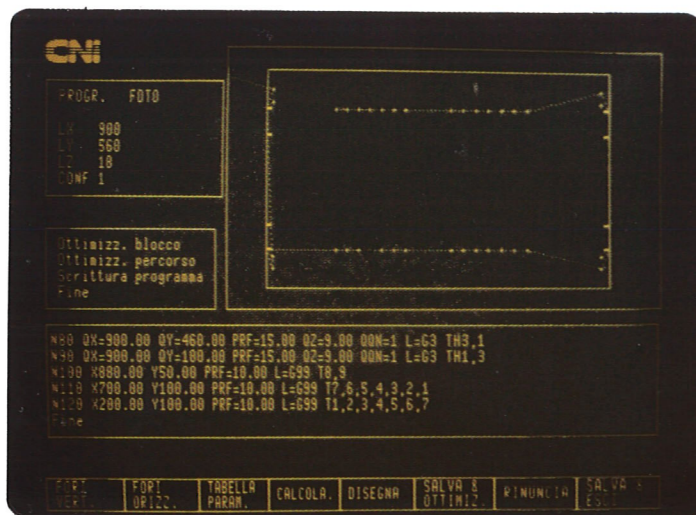 CNi
PROGR. FOTO
LX 900
LY 560
LZ 18
CONF 1
Ottimizz. blocco
Ottimizz. percorso
Scrittura programma
Fine
N80 QX=900.00 QY=460.00 PRF=15.00 QZ=9.00 QQN=1 L=G3 TH3,1
N90 QX=900.00 QY=100.00 PRF=15.00 QZ=9.00 QQN=1 L=G3 TH1,3
N100 X880.00 Y50.00 PRF=10.00 L=G99 T8,9
N110 X700.00 Y100.00 PRF=10.00 L=G99 T7,6,5,4,3,2,1
N120 X200.00 Y100.00 PRF=10.00 L=G99 T1,2,3,4,5,6,7
Fine
FORI VERT. FORI ORIZZ. TABELLA PARAM. CALCOLA. DISEGNA SALVA & OTTIMIZ. RINUNCIA SALVA & ESCI